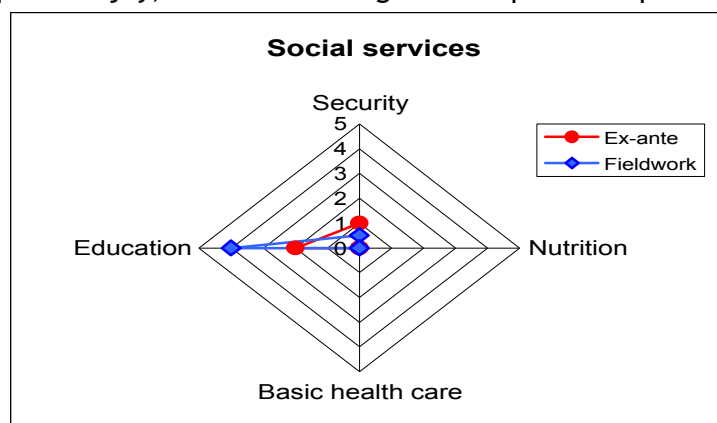 Social services
Security
5
4
3
2
1
0
Education
Nutrition
Basic health care
Ex-ante
Fieldwork